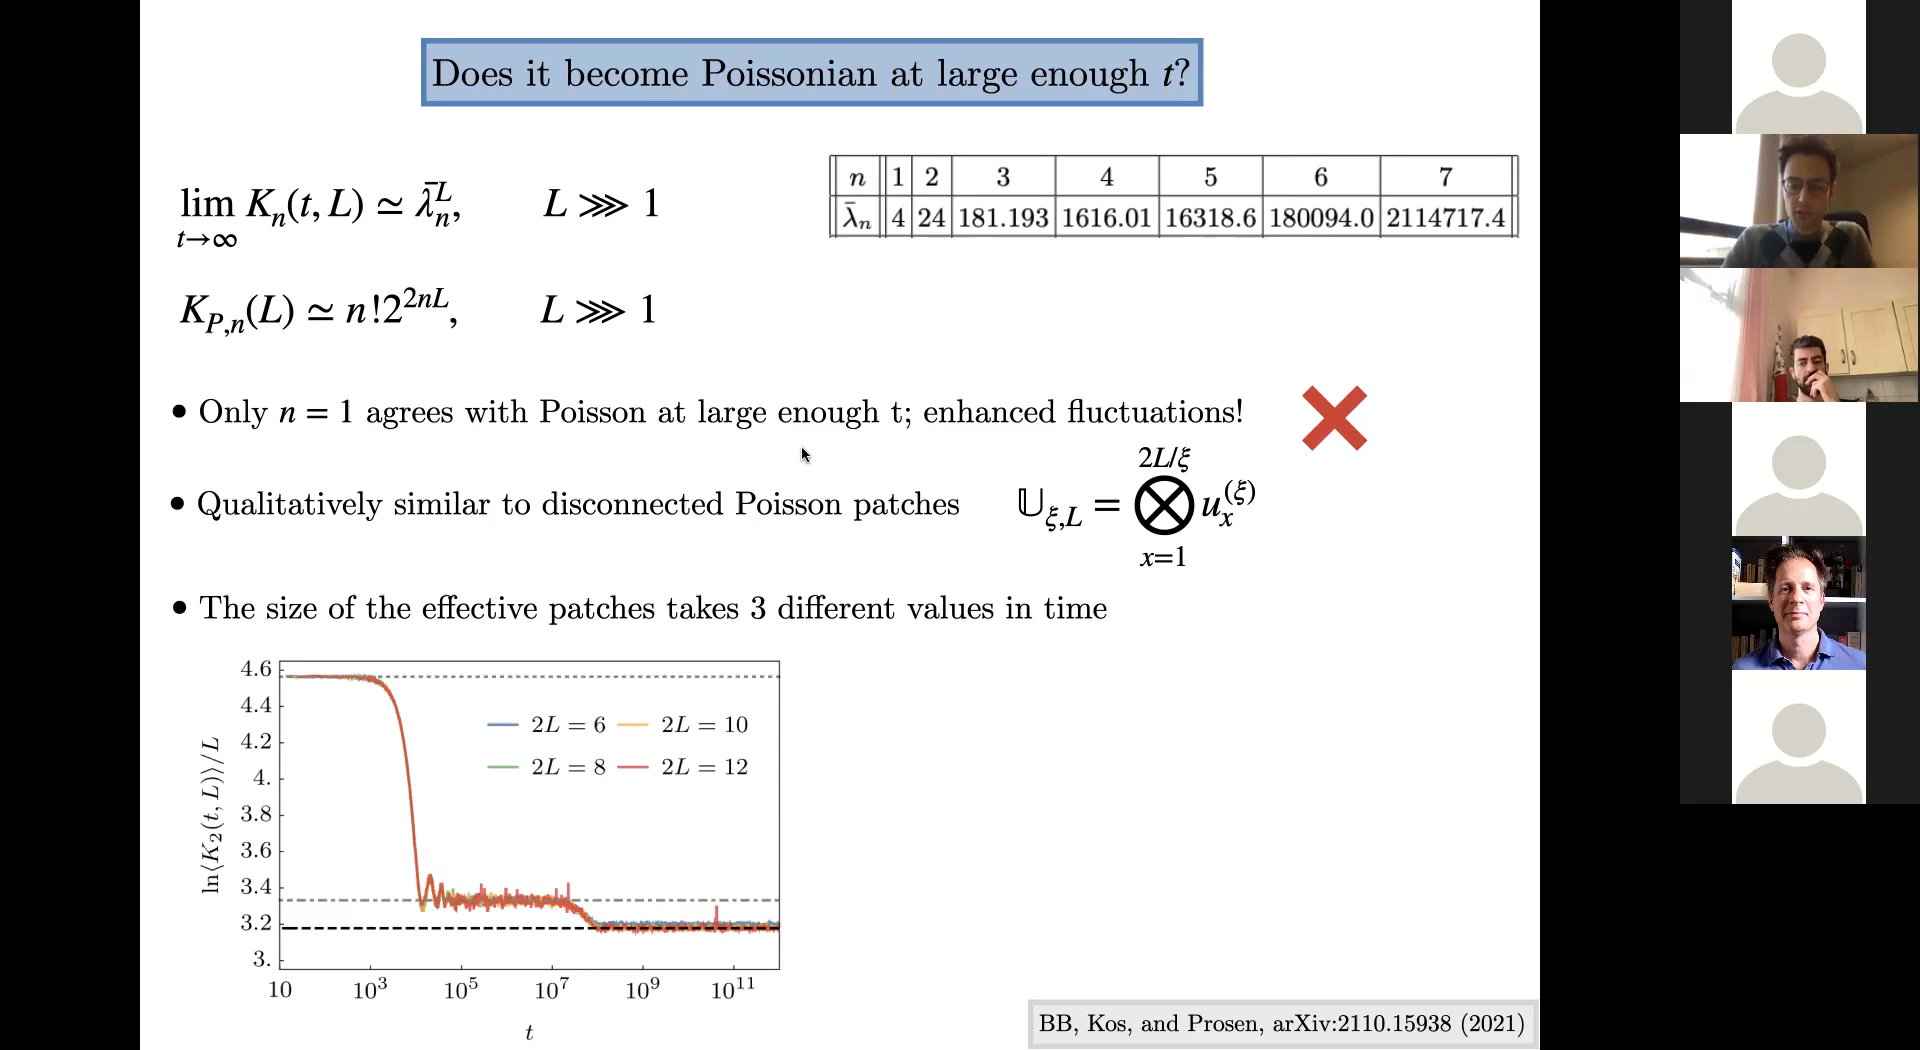 Does it become Poissonian at large enough t?
lim K_n(t, L) ≃ λ̄_n^L, L ⋙ 1
t→∞
n 1 2 3 4 5 6 7
λ̄_n 4 24 181.193 1616.01 16318.6 180094.0 2114717.4
K_{P,n}(L) ≃ n!2^{2nL}, L ⋙ 1
• Only n = 1 agrees with Poisson at large enough t; enhanced fluctuations!
• Qualitatively similar to disconnected Poisson patches
2L/ξ
𝕌_{ξ,L} = ⨂ u_x^{(ξ)}
x=1
• The size of the effective patches takes 3 different values in time
ln⟨K_2(t, L)⟩/L
4.6
4.4
4.2
4.
3.8
3.6
3.4
3.2
3.
2L = 6 2L = 10
2L = 8 2L = 12
10 10^3 10^5 10^7 10^9 10^11
t
BB, Kos, and Prosen, arXiv:2110.15938 (2021)